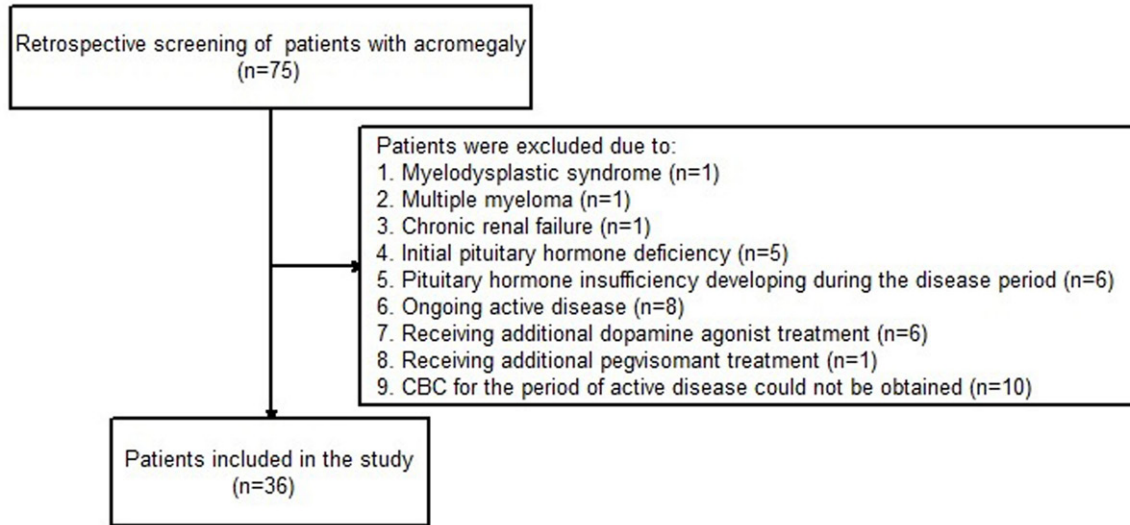 Retrospective screening of patients with acromegaly
(n=75)
Patients were excluded due to:
1. Myelodysplastic syndrome (n=1)
2. Multiple myeloma (n=1)
3. Chronic renal failure (n=1)
4. Initial pituitary hormone deficiency (n=5)
5. Pituitary hormone insufficiency developing during the disease period (n=6)
6. Ongoing active disease (n=8)
7. Receiving additional dopamine agonist treatment (n=6)
8. Receiving additional pegvisomant treatment (n=1)
9. CBC for the period of active disease could not be obtained (n=10)
Patients included in the study
(n=36)